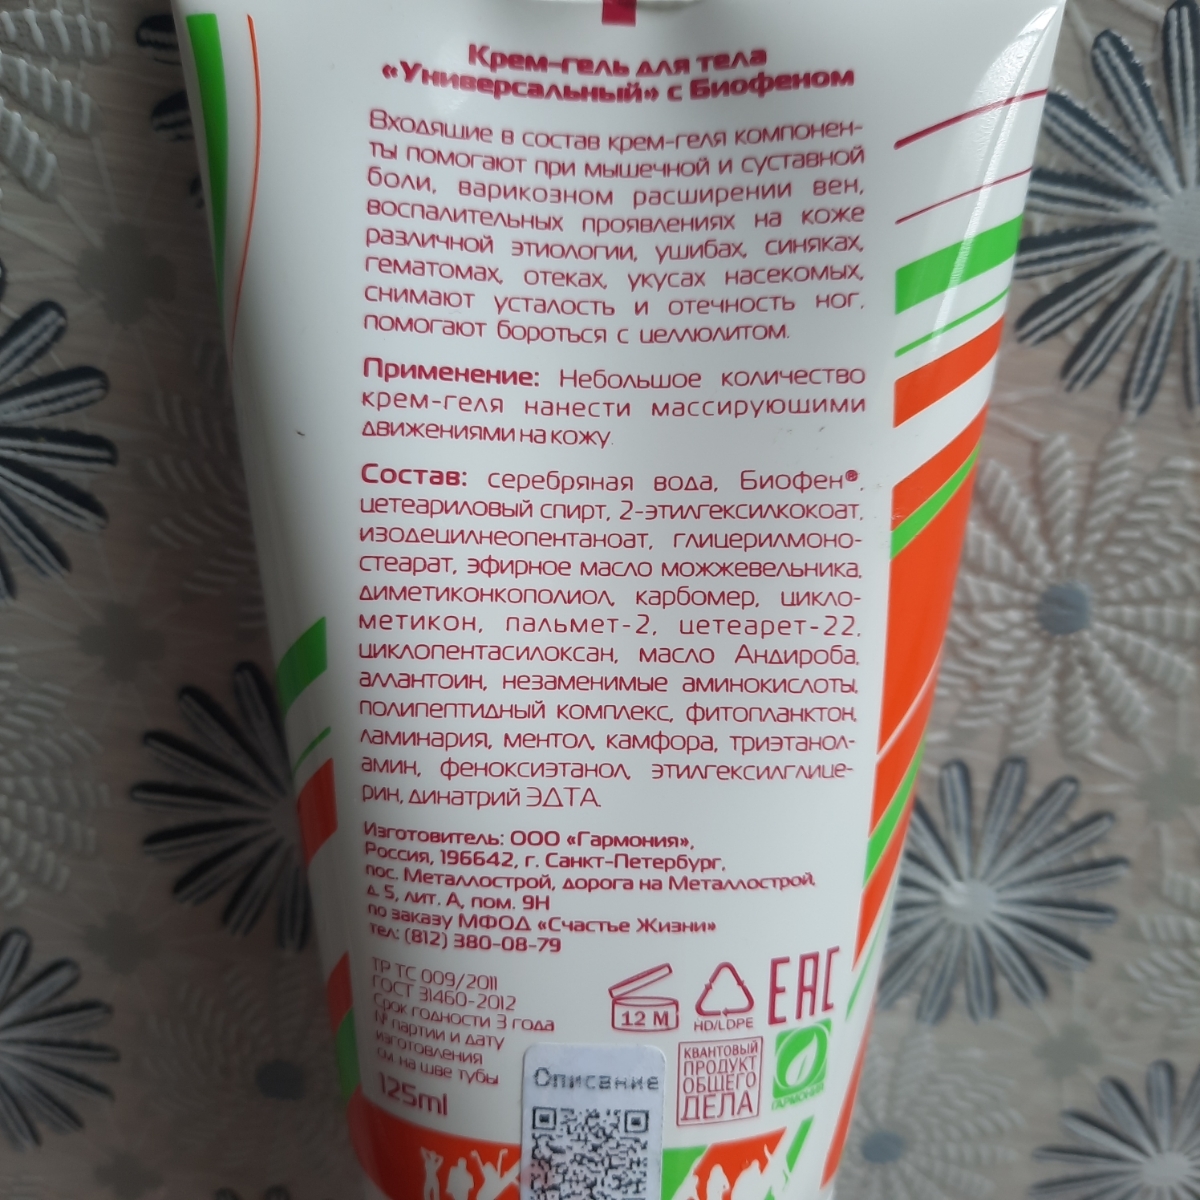 Крем-гель для тела
«Универсальный» с Биофеном
Входящие в состав крем-геля компонен-
ты помогают при мышечной и суставной
боли, варикозном расширении вен,
воспалительных проявлениях на коже
различной этиологии, ушибах, синяках,
гематомах, отеках, укусах насекомых,
снимают усталость и отечность ног,
помогают бороться с целлюлитом.
Применение: Небольшое количество
крем-геля нанести массирующими
движениями на кожу.
Состав: серебряная вода, Биофен®,
цетеариловый спирт, 2-этилгексилкокоат,
изодецилнеопентаноат, глицерилмоно-
стеарат, эфирное масло можжевельника,
диметиконкополиол, карбомер, цикло-
метикон, пальмет-2, цетеарет-22,
циклопентасилоксан, масло Андироба,
аллантоин, незаменимые аминокислоты,
полипептидный комплекс, фитопланктон,
ламинария, ментол, камфора, триэтанол-
амин, феноксиэтанол, этилгексилглице-
рин, динатрий ЭДТА.
Изготовитель: ООО «Гармония»,
Россия, 196642, г. Санкт-Петербург,
пос. Металлострой, дорога на Металлострой,
д. 5, лит. А, пом. 9Н
по заказу МФОД «Счастье Жизни»
тел: (812) 380-08-79
ТР ТС 009/2011
ГОСТ 31460-2012
Срок годности 3 года
№ партии и дату
изготовления
см. на шве тубы
125ml
12 М
HD/LDPE
ЕАС
КВАНТОВЫЙ
ПРОДУКТ
ОБЩЕГО
ДЕЛА
ГАРМОНИЯ
Описание